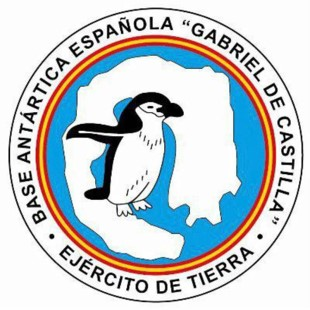 BASE ANTÁRTICA ESPAÑOLA “GABRIEL DE CASTILLA”
EJÉRCITO DE TIERRA